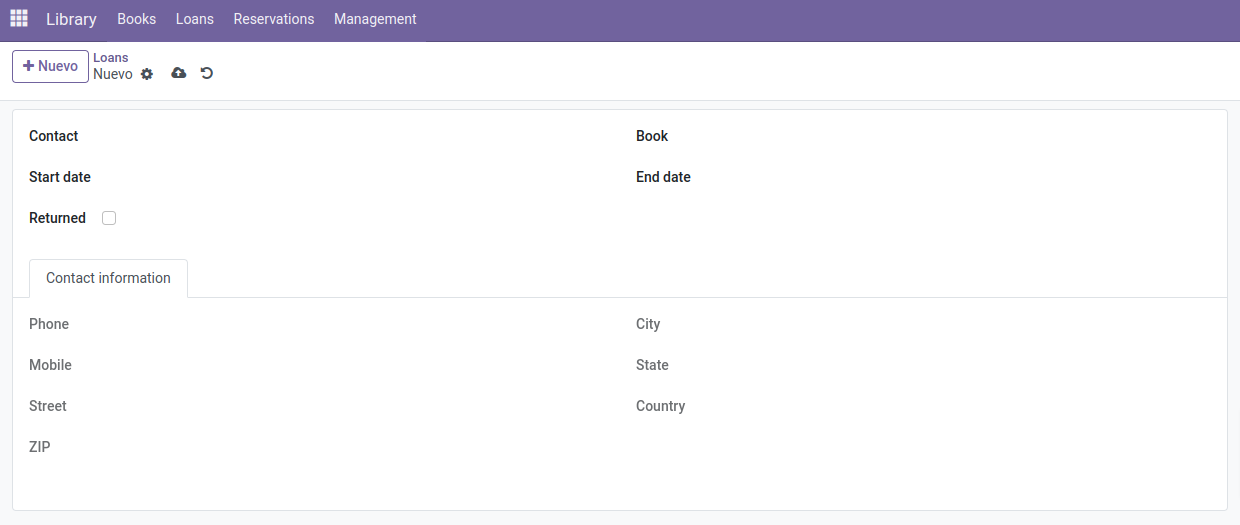 Library Books Loans Reservations Management
Nuevo
Loans
Nuevo
Contact Book
Start date End date
Returned
Contact information
Phone City
Mobile State
Street Country
ZIP